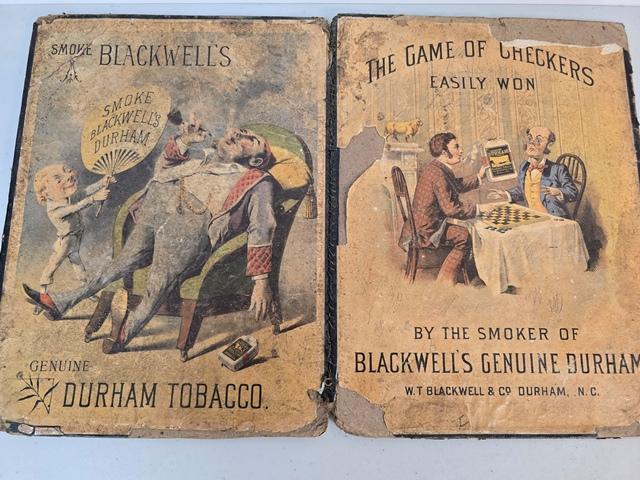 SMOKE BLACKWELL'S
SMOKE
BLACKWELL'S
DURHAM
GENUINE
DURHAM TOBACCO.
THE GAME OF CHECKERS
EASILY WON
BY THE SMOKER OF
BLACKWELL'S GENUINE DURHAM
W.T BLACKWELL & CO DURHAM, N.C.